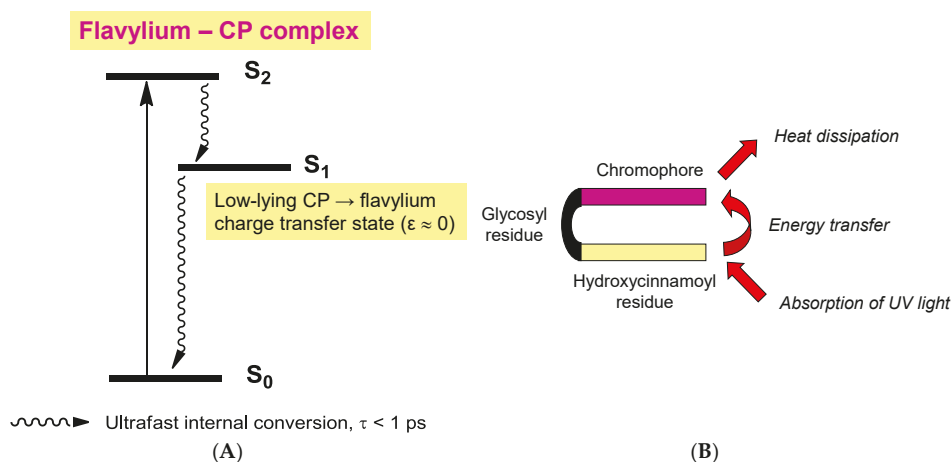 Flavylium – CP complex
S2
S1
Low-lying CP → flavylium
charge transfer state (ε ≈ 0)
S0
Ultrafast internal conversion, τ < 1 ps
(A)
Heat dissipation
Chromophore
Glycosyl
residue
Energy transfer
Hydroxycinnamoyl
residue
Absorption of UV light
(B)